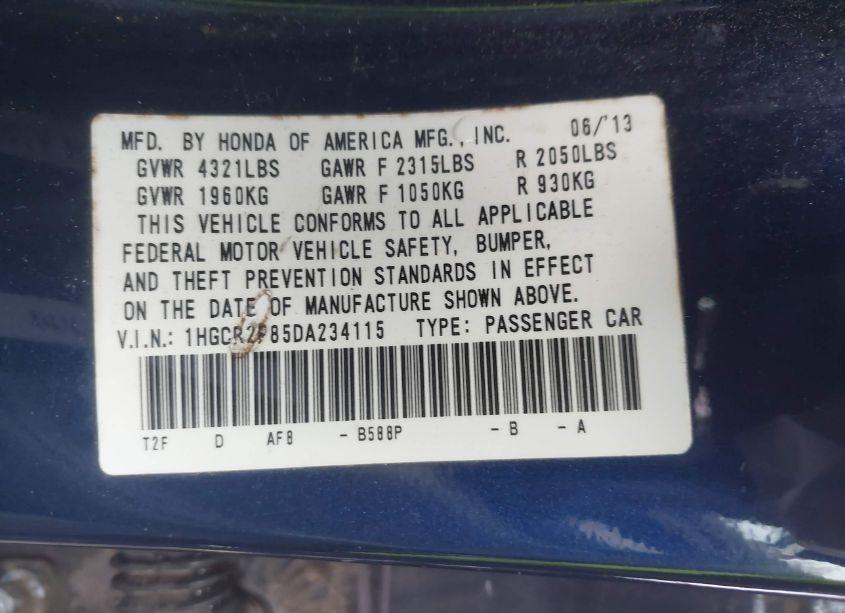 MFD. BY HONDA OF AMERICA MFG., INC. 06/'13
GVWR 4321LBS GAWR F 2315LBS R 2050LBS
GVWR 1960KG GAWR F 1050KG R 930KG
THIS VEHICLE CONFORMS TO ALL APPLICABLE
FEDERAL MOTOR VEHICLE SAFETY, BUMPER,
AND THEFT PREVENTION STANDARDS IN EFFECT
ON THE DATE OF MANUFACTURE SHOWN ABOVE.
V.I.N.: 1HGCR2F85DA234115 TYPE: PASSENGER CAR
T2F D AF8 - B588P - B - A